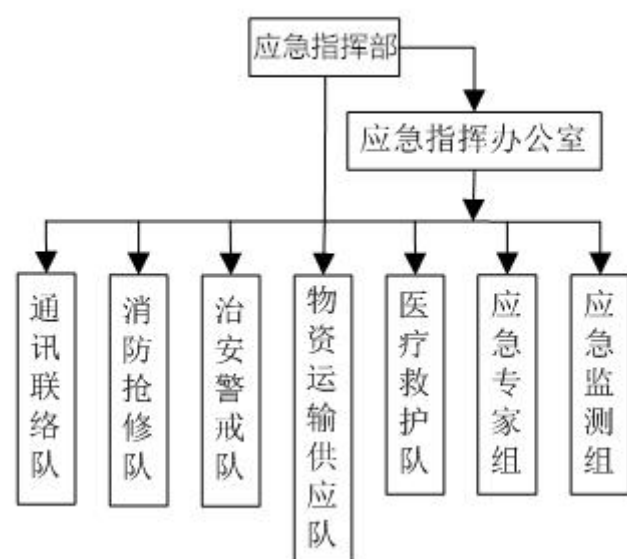 应急指挥部
应急指挥办公室
通讯联络队
消防抢修队
治安警戒队
物资运输供应队
医疗救护队
应急专家组
应急监测组